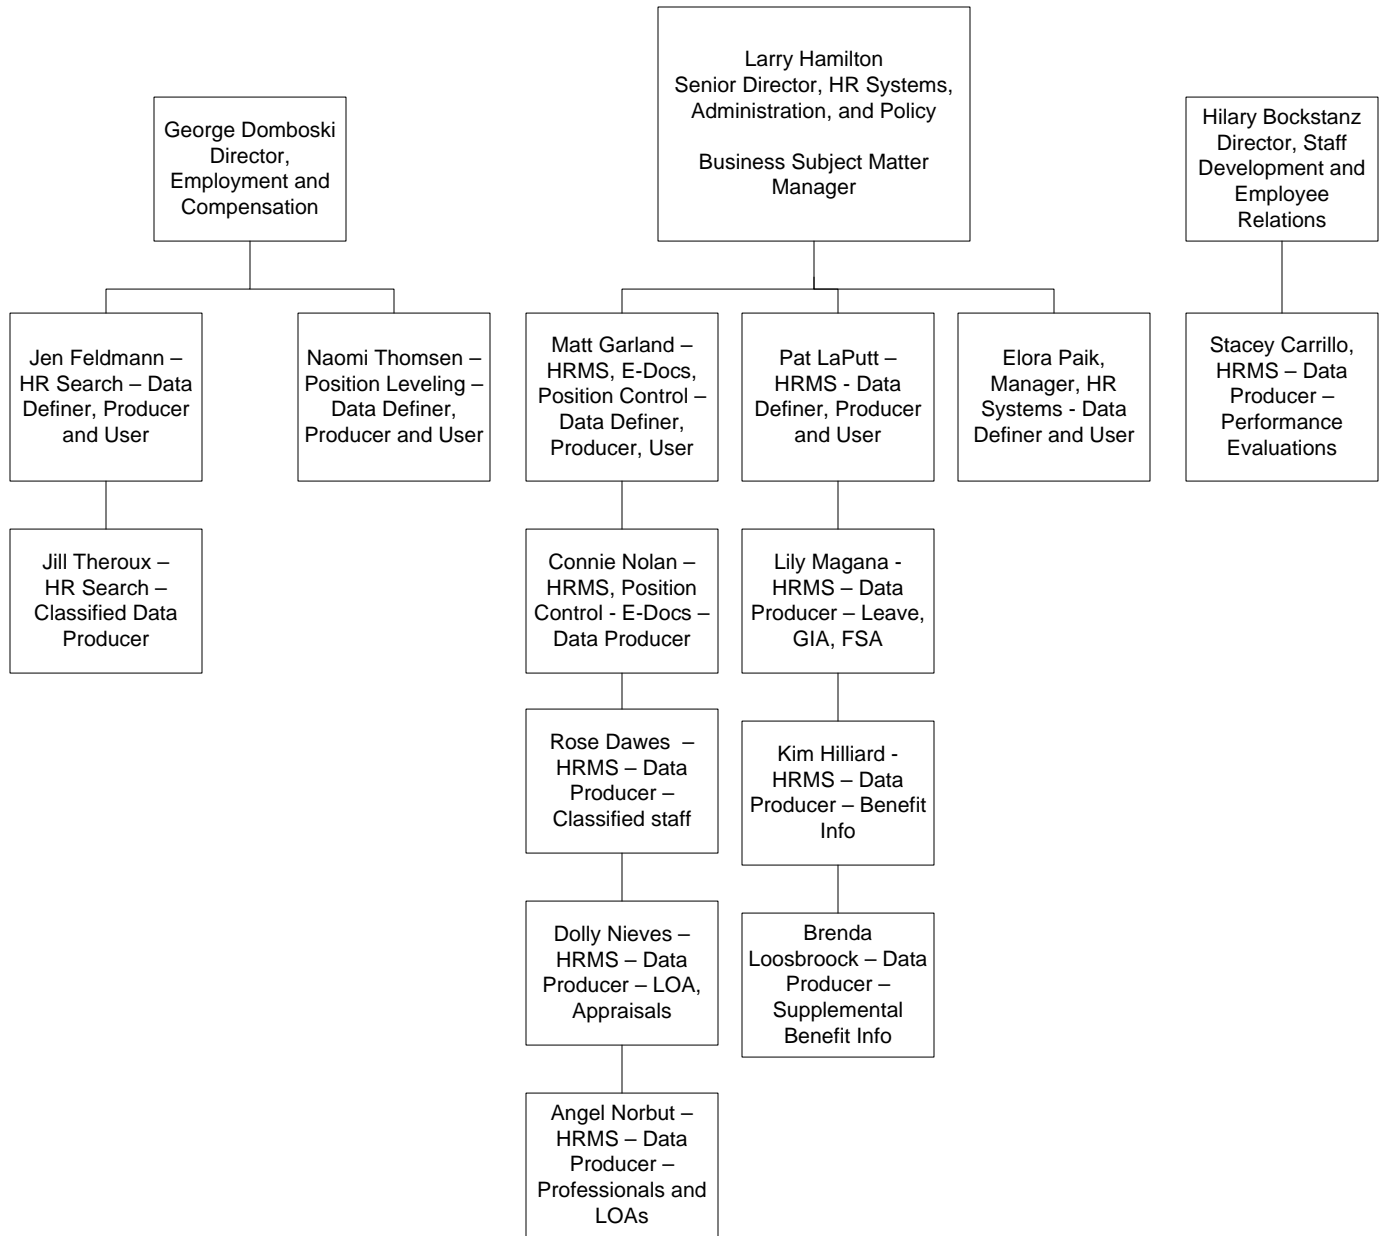 Larry Hamilton
Senior Director, HR Systems,
Administration, and Policy
Business Subject Matter
Manager
George Domboski
Director,
Employment and
Compensation
Hilary Bockstanz
Director, Staff
Development and
Employee
Relations
Jen Feldmann –
HR Search – Data
Definer, Producer
and User
Naomi Thomsen –
Position Leveling –
Data Definer,
Producer and User
Matt Garland –
HRMS, E-Docs,
Position Control –
Data Definer,
Producer, User
Pat LaPutt –
HRMS - Data
Definer, Producer
and User
Elora Paik,
Manager, HR
Systems - Data
Definer and User
Stacey Carrillo,
HRMS – Data
Producer –
Performance
Evaluations
Jill Theroux –
HR Search –
Classified Data
Producer
Connie Nolan –
HRMS, Position
Control - E-Docs –
Data Producer
Lily Magana -
HRMS – Data
Producer – Leave,
GIA, FSA
Rose Dawes –
HRMS – Data
Producer –
Classified staff
Kim Hilliard -
HRMS – Data
Producer – Benefit
Info
Dolly Nieves –
HRMS – Data
Producer – LOA,
Appraisals
Brenda
Loosbroock – Data
Producer –
Supplemental
Benefit Info
Angel Norbut –
HRMS – Data
Producer –
Professionals and
LOAs